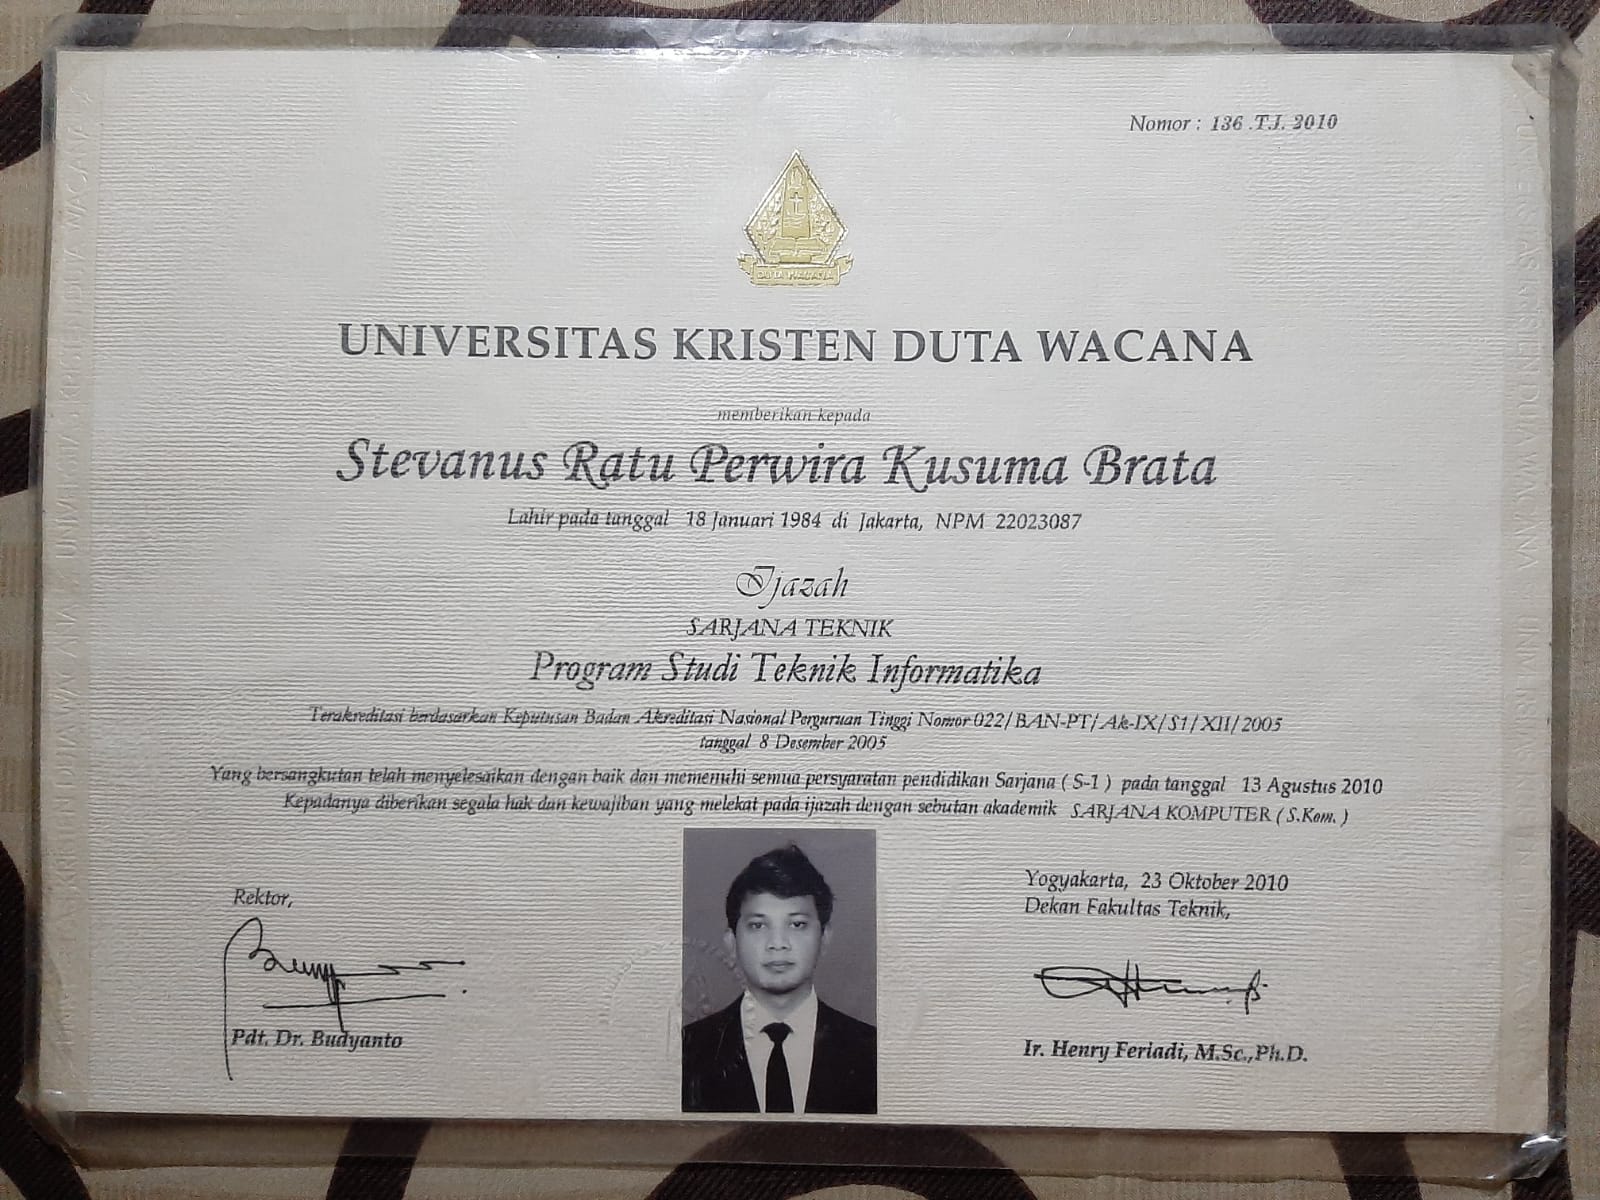 Nomor : 136 .TJ. 2010
DUTA WACANA
UNIVERSITAS KRISTEN DUTA WACANA
memberikan kepada
Stevanus Ratu Perwira Kusuma Brata
Lahir pada tanggal 18 Januari 1984 di Jakarta, NPM 22023087
Ijazah
SARJANA TEKNIK
Program Studi Teknik Informatika
Terakreditasi berdasarkan Keputusan Badan Akreditasi Nasional Perguruan Tinggi Nomor 022/BAN-PT/Ak-IX/S1/XII/2005
tanggal 8 Desember 2005
Yang bersangkutan telah menyelesaikan dengan baik dan memenuhi semua persyaratan pendidikan Sarjana ( S-1 ) pada tanggal 13 Agustus 2010
Kepadanya diberikan segala hak dan kewajiban yang melekat pada ijazah dengan sebutan akademik SARJANA KOMPUTER ( S.Kom. )
Rektor,
Pdt. Dr. Budyanto
Yogyakarta, 23 Oktober 2010
Dekan Fakultas Teknik,
Ir. Henry Feriadi, M.Sc.,Ph.D.